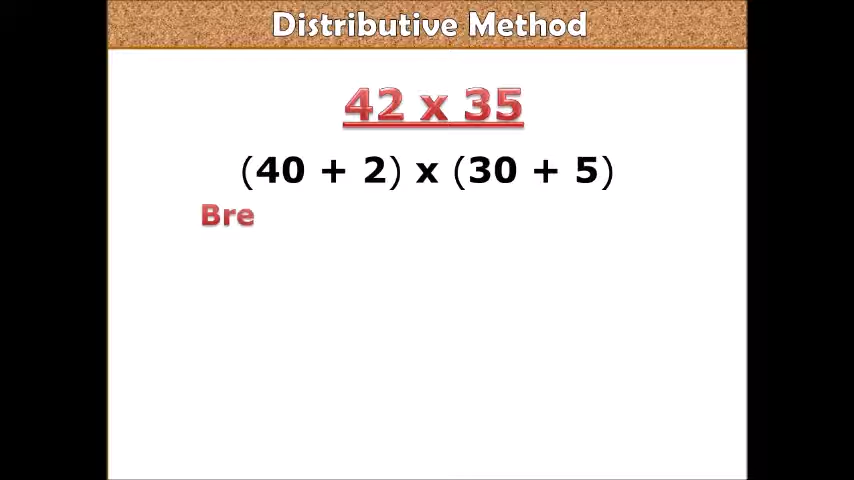 Distributive Method
42 x 35
(40 + 2) x (30 + 5)
Bre